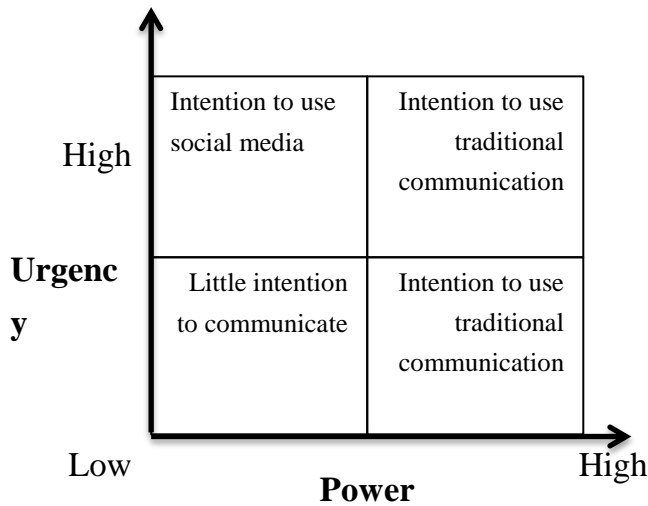 Intention to use
social media
Intention to use
traditional
communication
High
Urgenc
y
Little intention
to communicate
Intention to use
traditional
communication
Low
High
Power